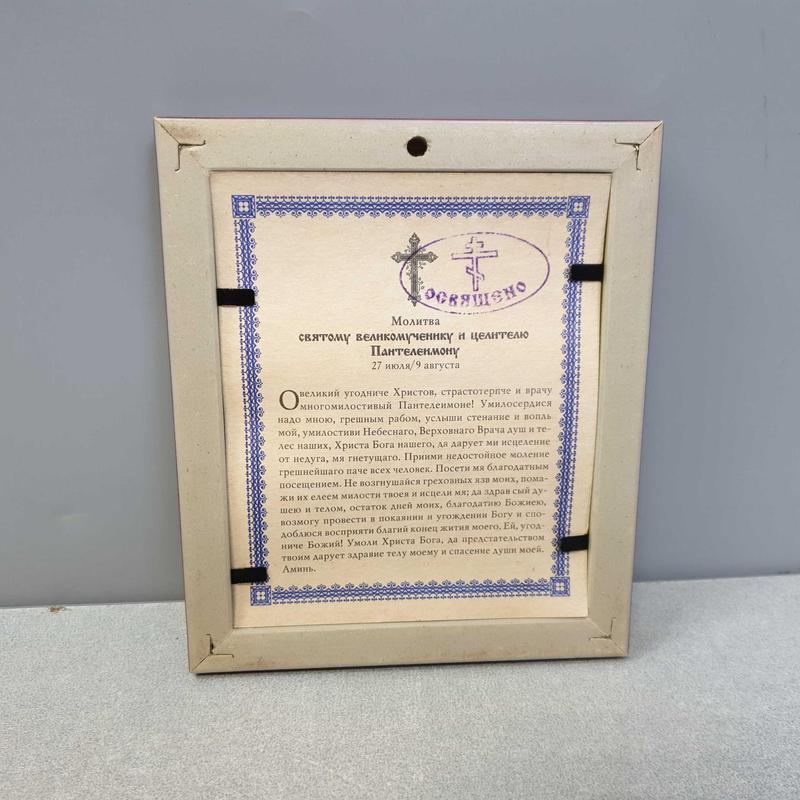 ОСВЯЩЕНО
Молитва
святому великомученику и целителю
Пантелеимону
27 июля/9 августа
О великий угодниче Христов, страстотерпче и врачу
многомилостивый Пантелеимоне! Умилосердися
надо мною, грешным рабом, услыши стенание и вопль
мой, умилостиви Небеснаго, Верховнаго Врача душ и те-
лес наших, Христа Бога нашего, да дарует ми исцеление
от недуга, мя гнетущаго. Приими недостойное моление
грешнейшаго паче всех человек. Посети мя благодатным
посещением. Не возгнушайся греховных язв моих, пома-
жи их елеем милости твоея и исцели мя; да здрав сый ду-
шею и телом, остаток дней моих, благодатию Божиею,
возмогу провести в покаянии и угождении Богу и спо-
доблюся восприяти благий конец жития моего. Ей, угод-
ниче Божий! Умоли Христа Бога, да предстательством
твоим дарует здравие телу моему и спасение души моей.
Аминь.